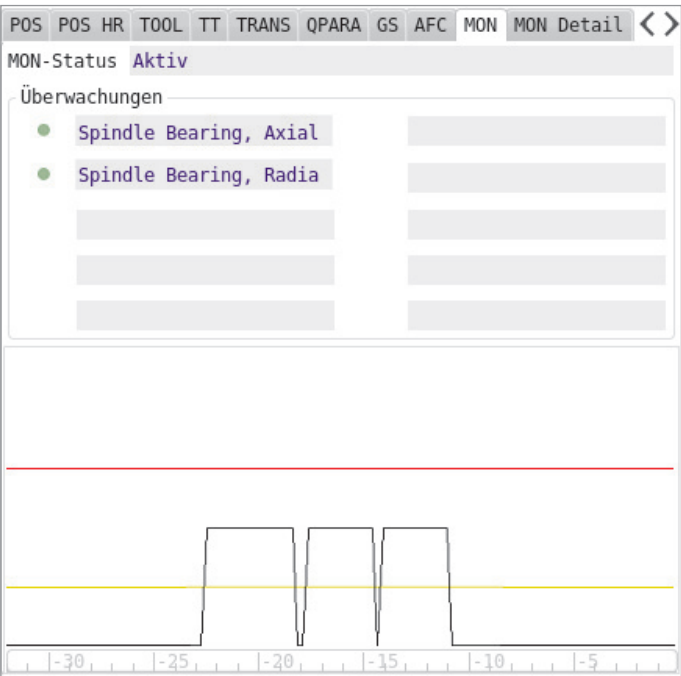 POS POS HR TOOL TT TRANS QPARA GS AFC MON MON Detail
MON-Status Aktiv
Überwachungen
Spindle Bearing, Axial
Spindle Bearing, Radia
-30 -25 -20 -15 -10 -5